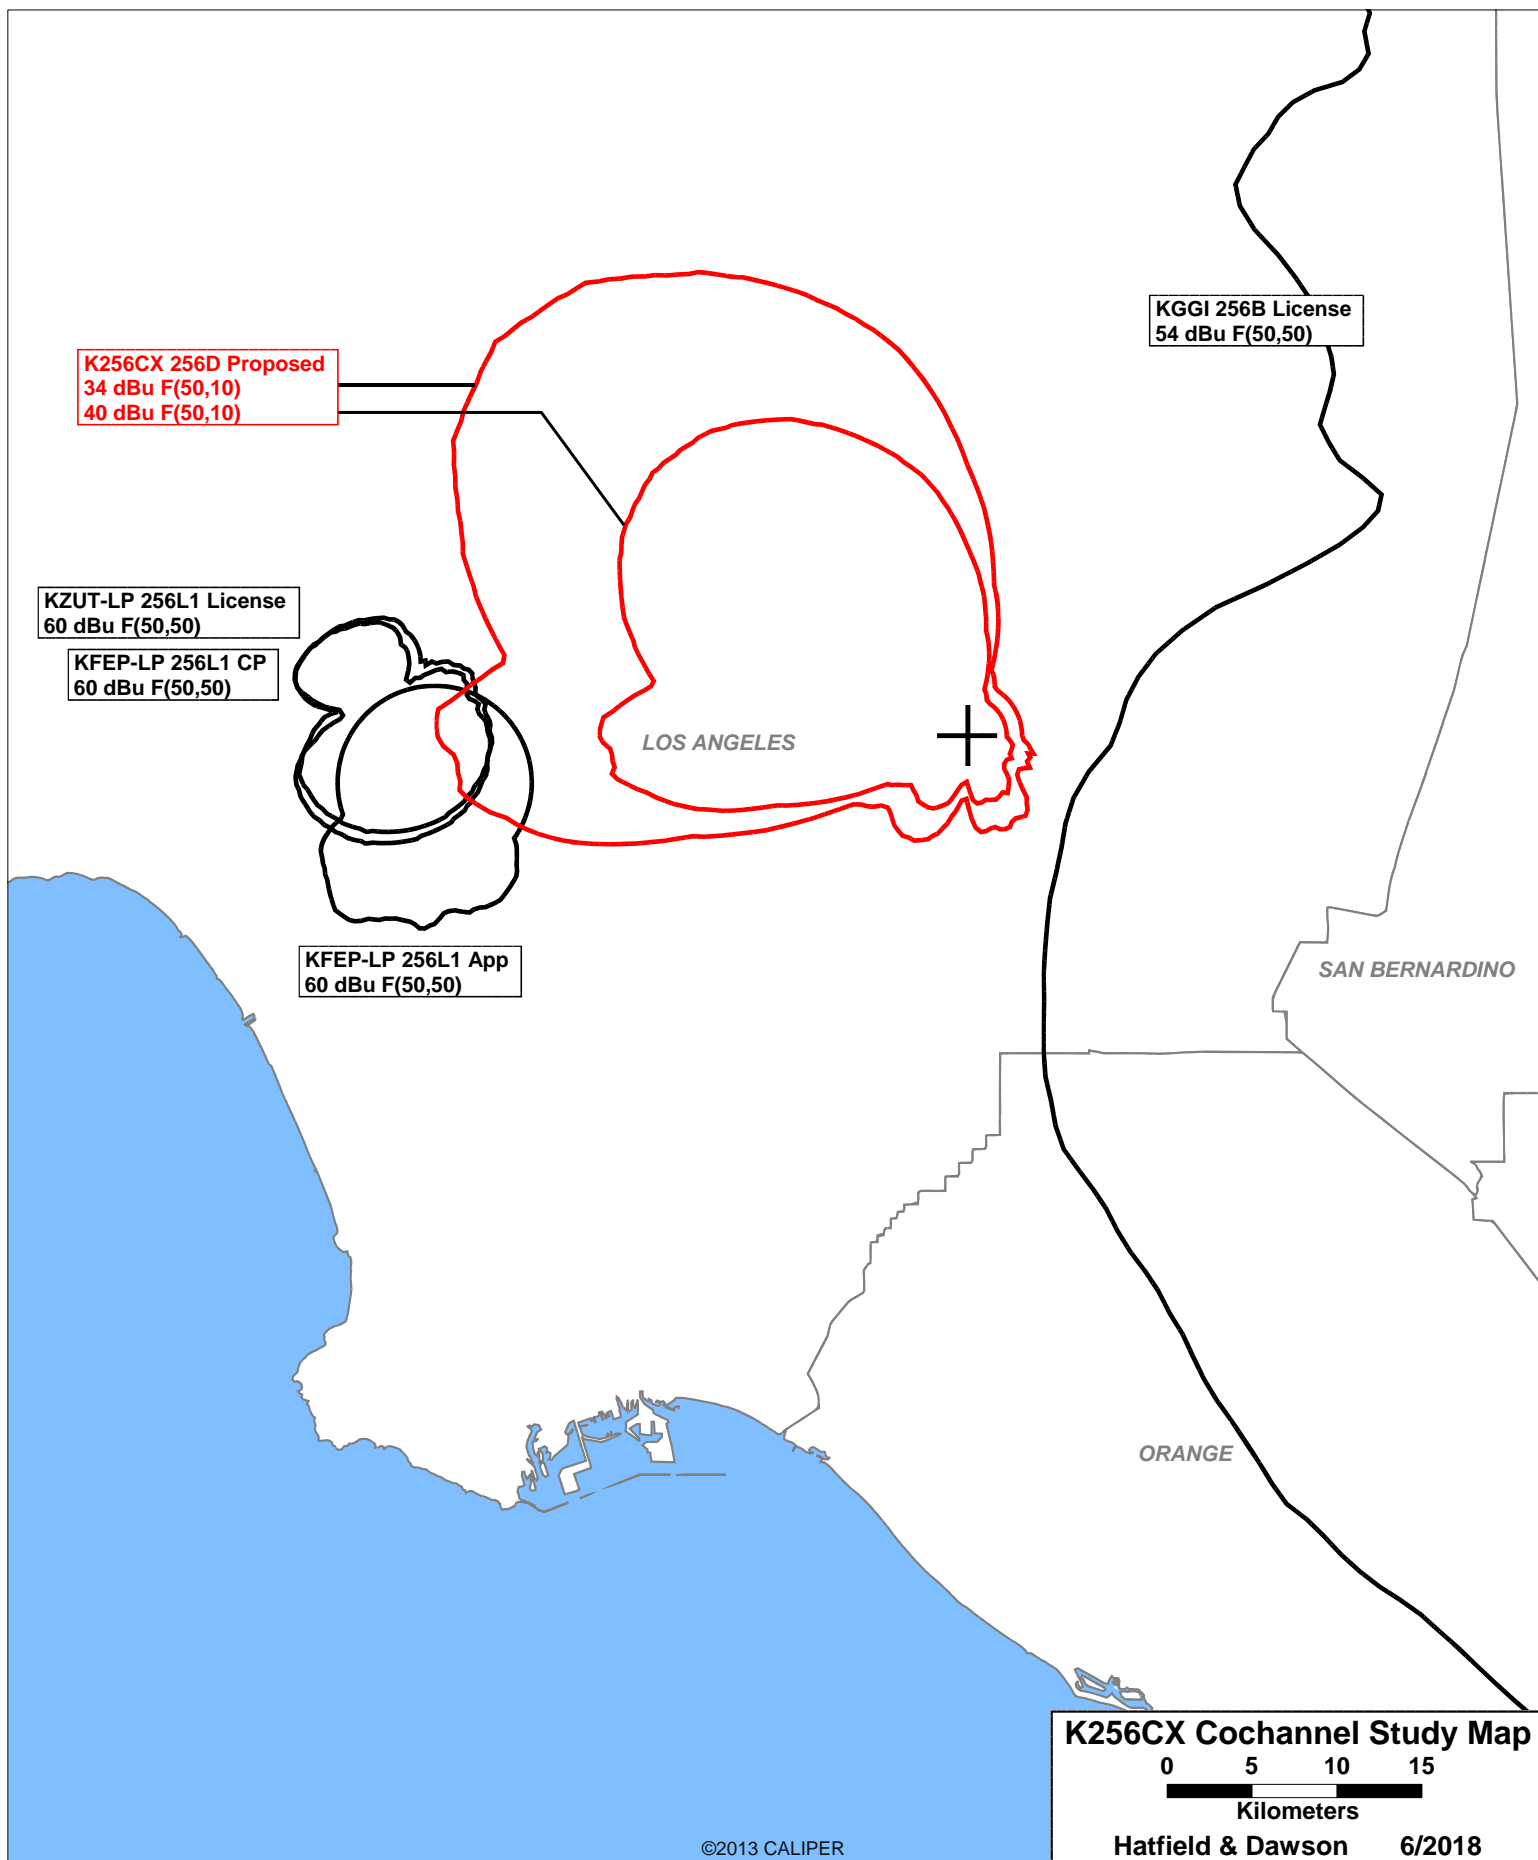 KGGI 256B License
54 dBu F(50,50)
K256CX 256D Proposed
34 dBu F(50,10)
40 dBu F(50,10)
KZUT-LP 256L1 License
60 dBu F(50,50)
KFEP-LP 256L1 CP
60 dBu F(50,50)
LOS ANGELES
KFEP-LP 256L1 App
60 dBu F(50,50)
SAN BERNARDINO
ORANGE
K256CX Cochannel Study Map
0 5 10 15
Kilometers
Hatfield & Dawson 6/2018
©2013 CALIPER